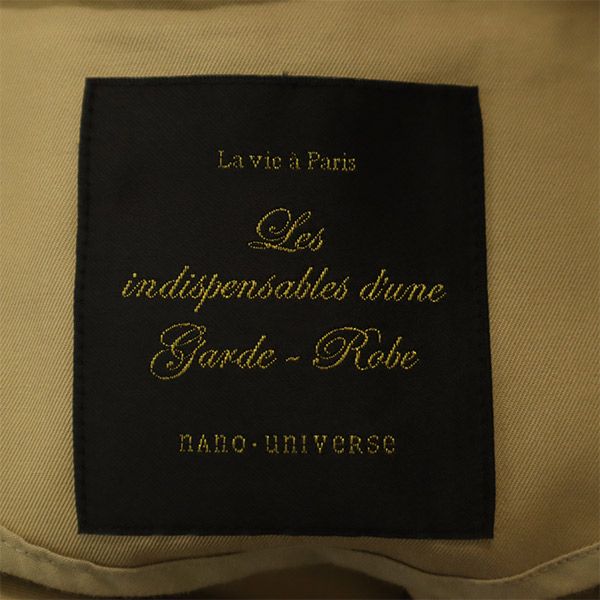 La vie à Paris
Les
indispensables d'une
Garde - Robe
nAno·universe